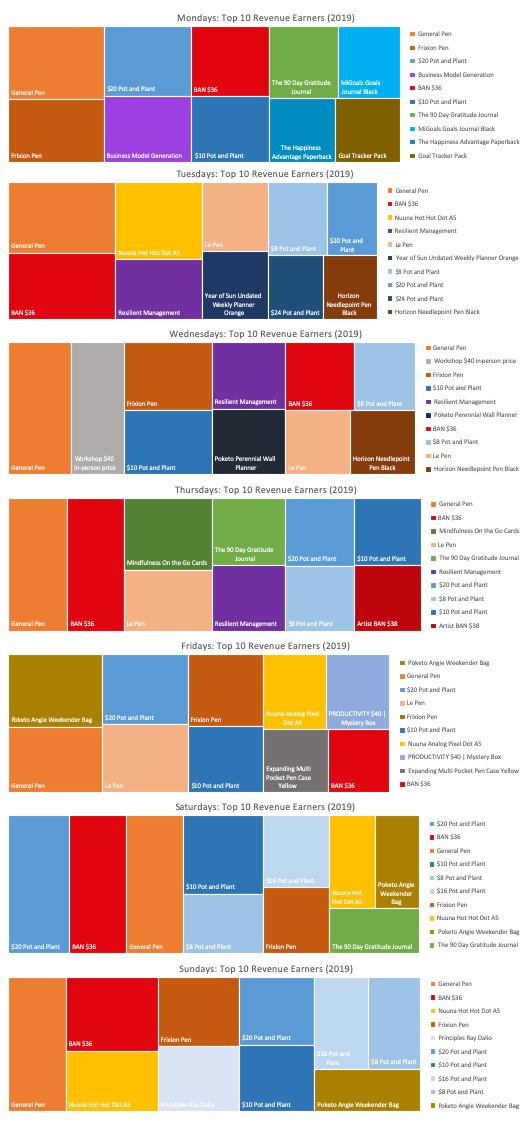 Mondays: Top 10 Revenue Earners (2019)
General Pen
$20 Pot and Plant
BAN $36
The 90 Day Gratitude
Journal
MiGoals Goals
Journal Black
Frixion Pen
Business Model Generation
$10 Pot and Plant
The Happiness
Advantage Paperback
Goal Tracker Pack
General Pen
Frixion Pen
$20 Pot and Plant
Business Model Generation
BAN $36
$10 Pot and Plant
The 90 Day Gratitude Journal
MiGoals Goals Journal Black
The Happiness Advantage Paperback
Goal Tracker Pack
Tuesdays: Top 10 Revenue Earners (2019)
General Pen
Nuuna Hot Hot Dot A5
Le Pen
$8 Pot and Plant
$20 Pot and
Plant
BAN $36
Resilient Management
Year of Sun Undated
Weekly Planner
Orange
$24 Pot and Plant
Horizon
Needlepoint Pen
Black
General Pen
BAN $36
Nuuna Hot Hot Dot A5
Resilient Management
Le Pen
Year of Sun Undated Weekly Planner Orange
$8 Pot and Plant
$20 Pot and Plant
$24 Pot and Plant
Horizon Needlepoint Pen Black
Wednesdays: Top 10 Revenue Earners (2019)
General Pen
Workshop $40
in-person price
Frixion Pen
$10 Pot and Plant
Resilient Management
Poketo Perennial Wall
Planner
BAN $36
Le Pen
$8 Pot and Plant
Horizon Needlepoint
Pen Black
General Pen
Workshop $40 in-person price
Frixion Pen
$10 Pot and Plant
Resilient Management
Poketo Perennial Wall Planner
BAN $36
$8 Pot and Plant
Le Pen
Horizon Needlepoint Pen Black
Thursdays: Top 10 Revenue Earners (2019)
General Pen
BAN $36
Mindfulness On the Go Cards
Le Pen
The 90 Day Gratitude
Journal
Resilient Management
$20 Pot and Plant
$8 Pot and Plant
$10 Pot and Plant
Artist BAN $38
General Pen
BAN $36
Mindfulness On the Go Cards
Le Pen
The 90 Day Gratitude Journal
Resilient Management
$20 Pot and Plant
$8 Pot and Plant
$10 Pot and Plant
Artist BAN $38
Fridays: Top 10 Revenue Earners (2019)
Poketo Angie Weekender Bag
General Pen
$20 Pot and Plant
Le Pen
Frixion Pen
$10 Pot and Plant
Nuuna Analog Pixel
Dot A5
PRODUCTIVITY $40 |
Mystery Box
Expanding Multi
Pocket Pen Case
Yellow
BAN $36
Poketo Angie Weekender Bag
General Pen
$20 Pot and Plant
Le Pen
Frixion Pen
$10 Pot and Plant
Nuuna Analog Pixel Dot A5
PRODUCTIVITY $40 | Mystery Box
Expanding Multi Pocket Pen Case Yellow
BAN $36
Saturdays: Top 10 Revenue Earners (2019)
$20 Pot and Plant
BAN $36
General Pen
$10 Pot and Plant
$8 Pot and Plant
$16 Pot and Plant
Frixion Pen
Nuuna Hot
Hot Dot A5
Poketo Angie
Weekender
Bag
The 90 Day Gratitude Journal
$20 Pot and Plant
BAN $36
General Pen
$10 Pot and Plant
$8 Pot and Plant
$16 Pot and Plant
Frixion Pen
Nuuna Hot Hot Dot A5
Poketo Angie Weekender Bag
The 90 Day Gratitude Journal
Sundays: Top 10 Revenue Earners (2019)
General Pen
BAN $36
Nuuna Hot Hot Dot A5
Frixion Pen
Principles Ray Dalio
$20 Pot and Plant
$10 Pot and Plant
$16 Pot and
Plant
$8 Pot and Plant
Poketo Angie Weekender Bag
General Pen
BAN $36
Nuuna Hot Hot Dot A5
Frixion Pen
Principles Ray Dalio
$20 Pot and Plant
$10 Pot and Plant
$16 Pot and Plant
$8 Pot and Plant
Poketo Angie Weekender Bag